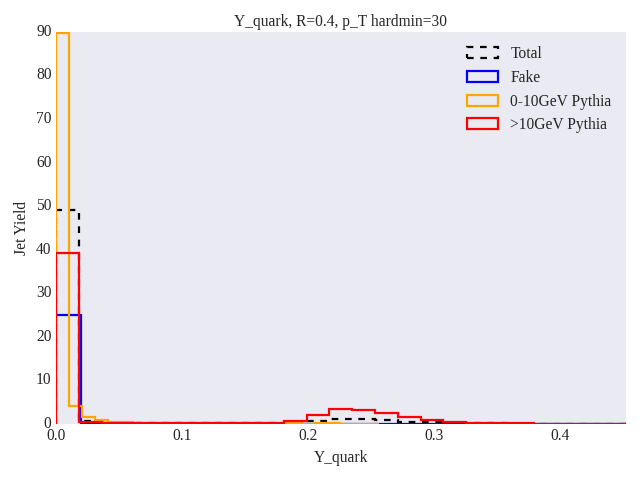 Y_quark, R=0.4, p_T hardmin=30
90
80
70
60
50
40
30
20
10
0
Jet Yield
Total
Fake
0-10GeV Pythia
>10GeV Pythia
0.0 0.1 0.2 0.3 0.4
Y_quark